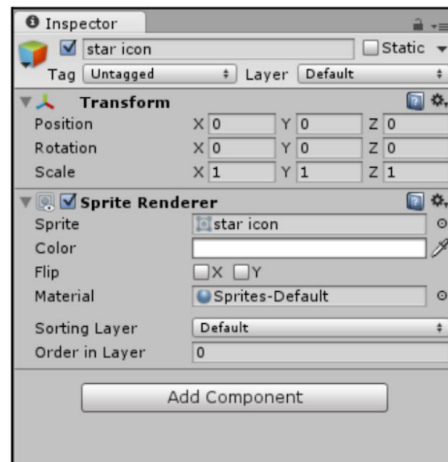 Inspector
star icon Static
Tag Untagged Layer Default
Transform
Position X 0 Y 0 Z 0
Rotation X 0 Y 0 Z 0
Scale X 1 Y 1 Z 1
Sprite Renderer
Sprite star icon
Color
Flip X Y
Material Sprites-Default
Sorting Layer Default
Order in Layer 0
Add Component